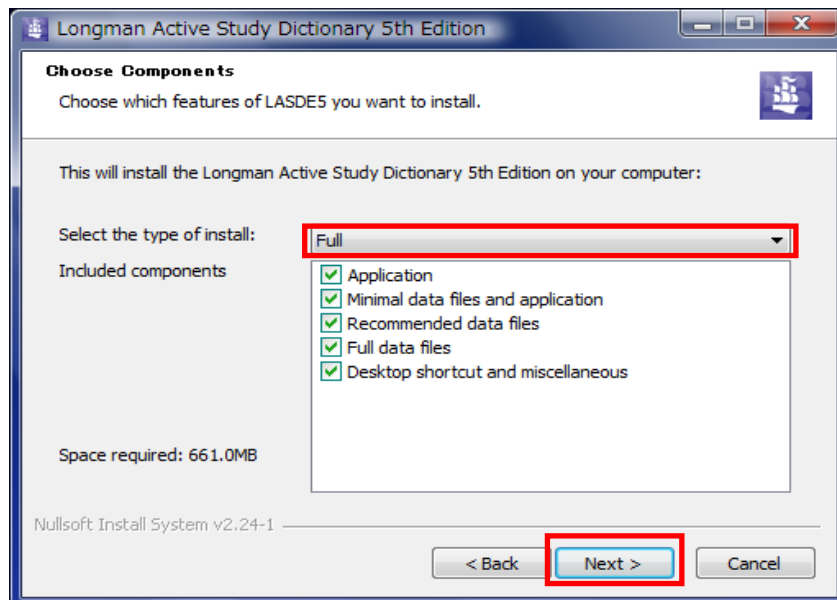 Longman Active Study Dictionary 5th Edition
Choose Components
Choose which features of LASDE5 you want to install.
This will install the Longman Active Study Dictionary 5th Edition on your computer:
Select the type of install:
Full
Included components
Application
Minimal data files and application
Recommended data files
Full data files
Desktop shortcut and miscellaneous
Space required: 661.0MB
Nullsoft Install System v2.24-1
< Back
Next >
Cancel